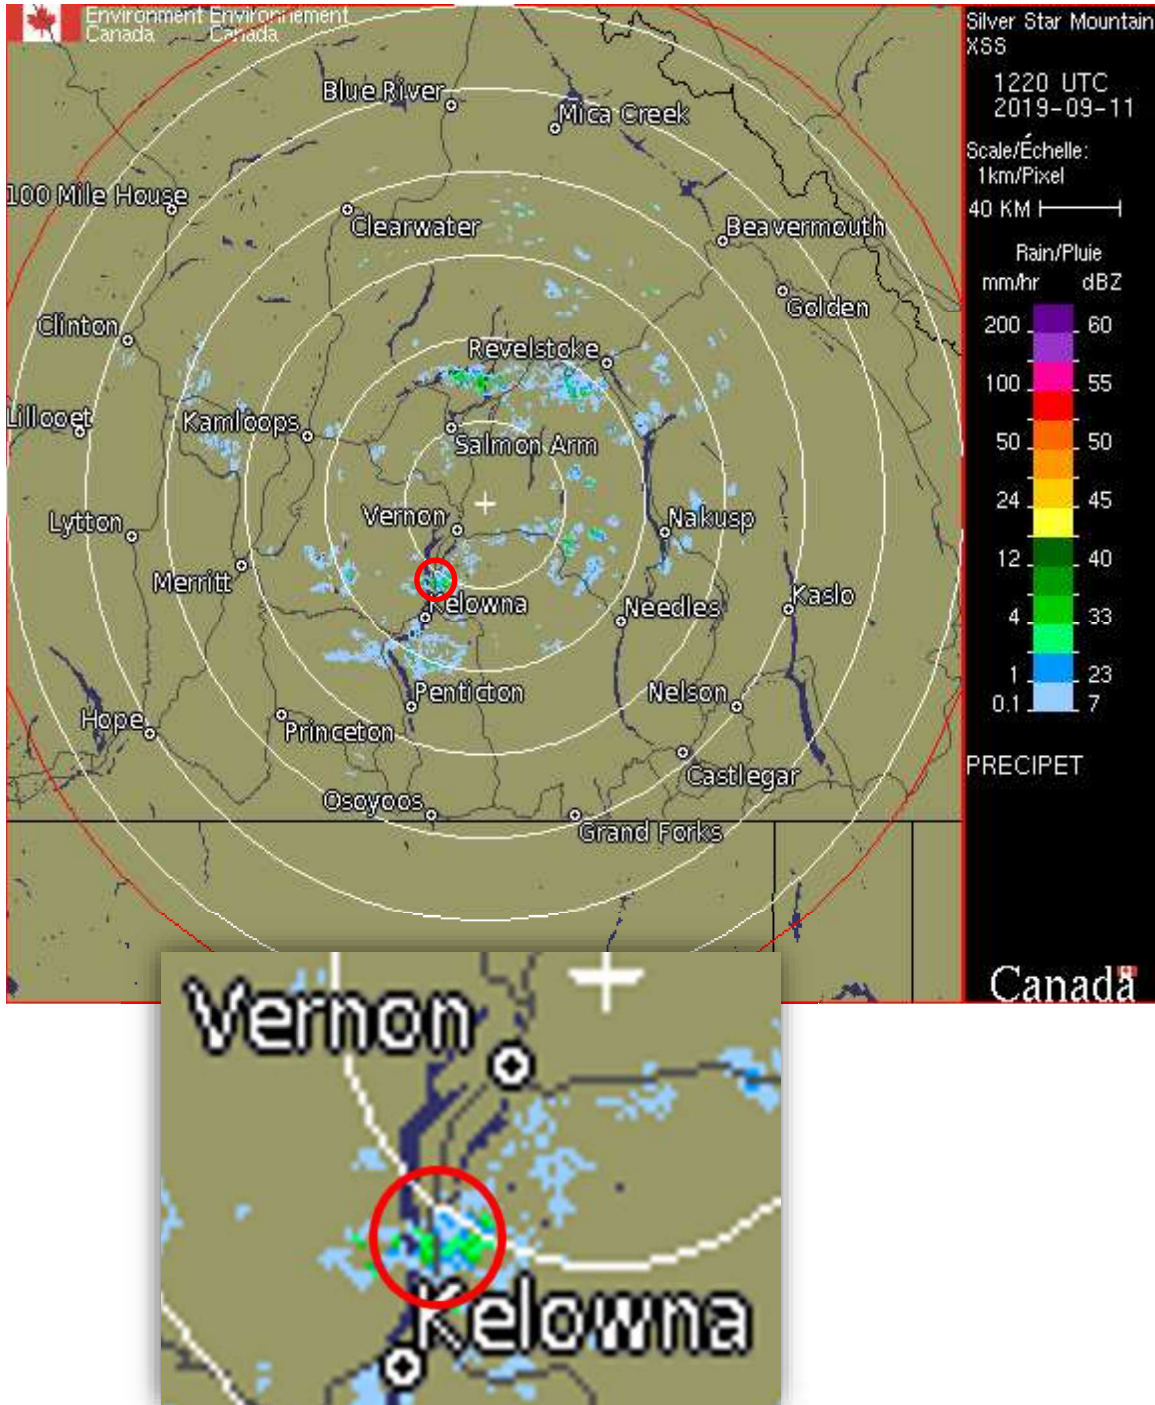 Environment Environnement
Canada Canada
Silver Star Mountain
XSS
1220 UTC
2019-09-11
Scale/Échelle:
1km/Pixel
40 KM
Rain/Pluie
mm/hr dBZ
200 60
100 55
50 50
24 45
12 40
4 33
1 23
0.1 7
PRECIPET
Canada
Blue River
Mica Creek
100 Mile House
Clearwater
Beavermouth
Golden
Clinton
Revelstoke
Lillooet
Kamloops
Salmon Arm
Vernon
Lytton
Nakusp
Merritt
Kelowna
Needles
Kaslo
Penticton
Nelson
Hope
Princeton
Castlegar
Osoyoos
Grand Forks
Vernon
Kelowna